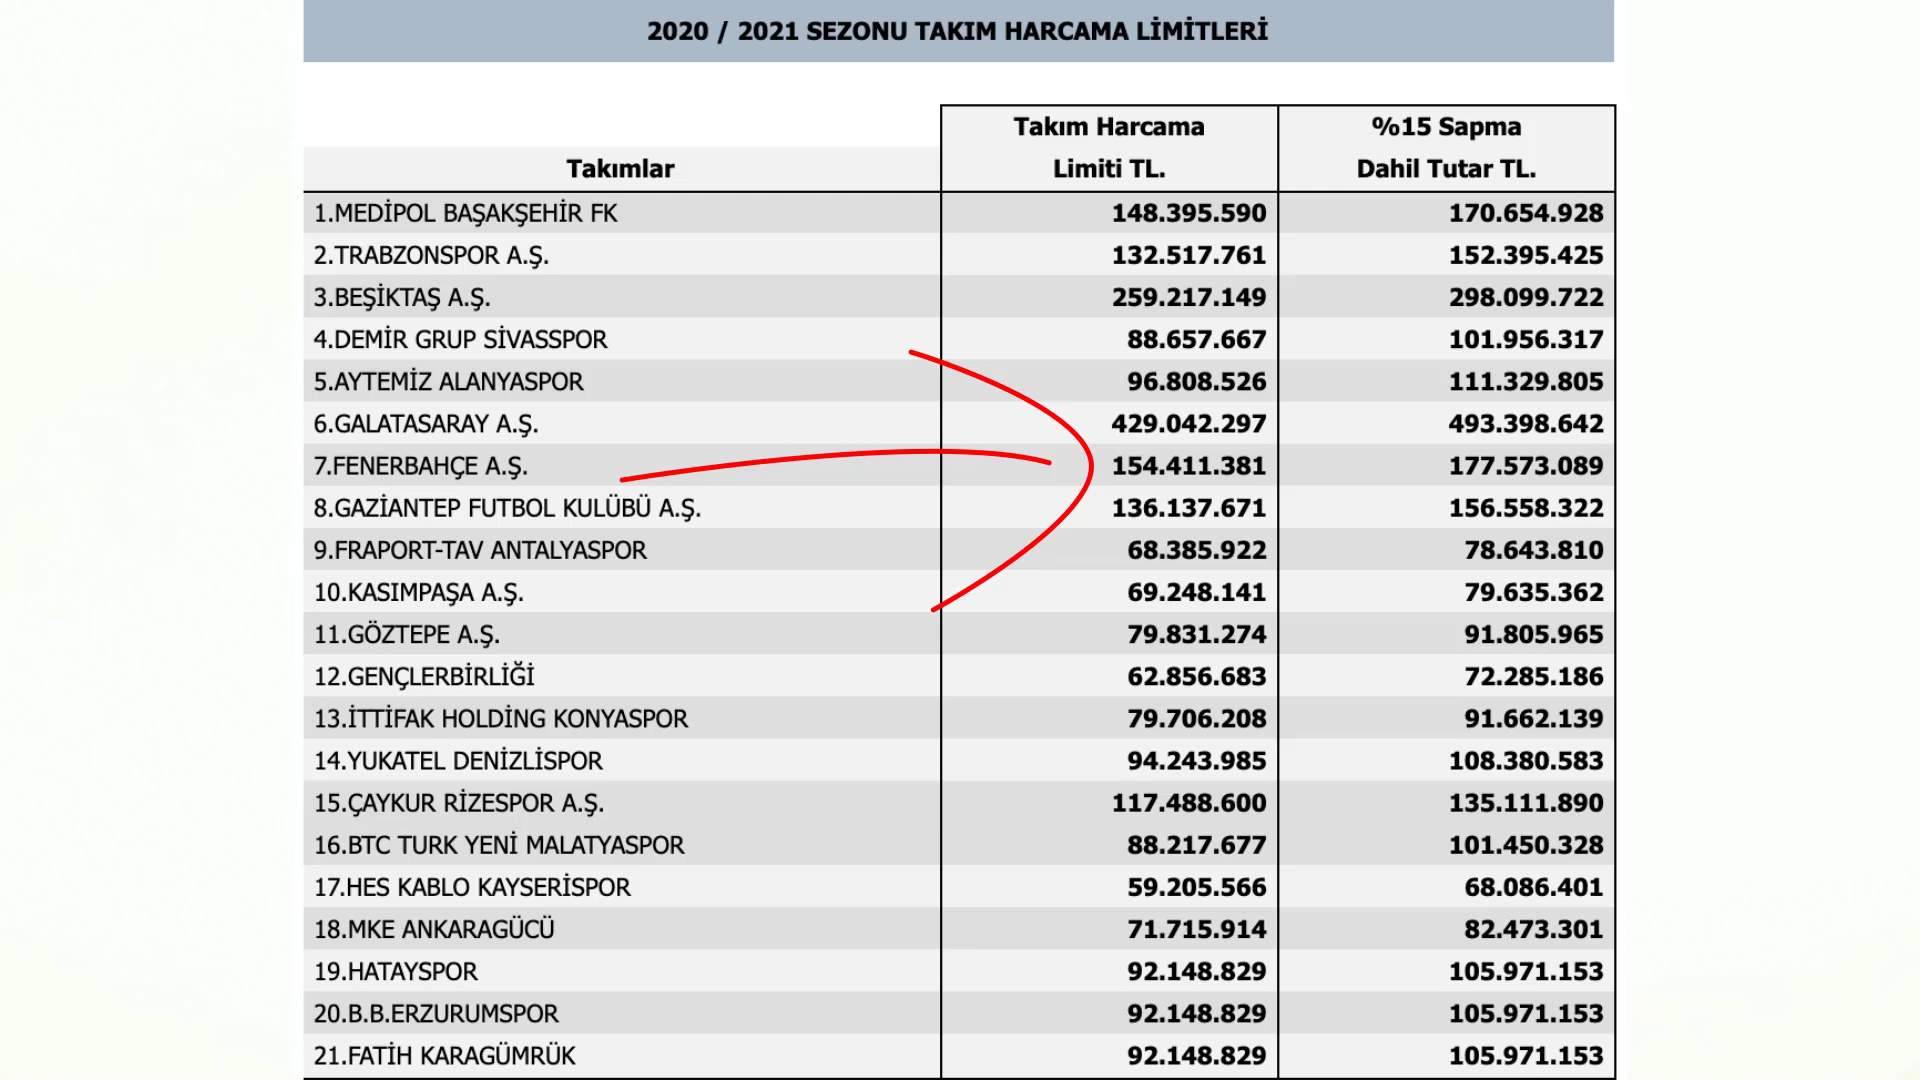 2020 / 2021 SEZONU TAKIM HARCAMA LİMİTLERİ
Takım Harcama %15 Sapma
Takımlar Limiti TL. Dahil Tutar TL.
1.MEDİPOL BAŞAKŞEHİR FK 148.395.590 170.654.928
2.TRABZONSPOR A.Ş. 132.517.761 152.395.425
3.BEŞİKTAŞ A.Ş. 259.217.149 298.099.722
4.DEMİR GRUP SİVASSPOR 88.657.667 101.956.317
5.AYTEMİZ ALANYASPOR 96.808.526 111.329.805
6.GALATASARAY A.Ş. 429.042.297 493.398.642
7.FENERBAHÇE A.Ş. 154.411.381 177.573.089
8.GAZİANTEP FUTBOL KULÜBÜ A.Ş. 136.137.671 156.558.322
9.FRAPORT-TAV ANTALYASPOR 68.385.922 78.643.810
10.KASIMPAŞA A.Ş. 69.248.141 79.635.362
11.GÖZTEPE A.Ş. 79.831.274 91.805.965
12.GENÇLERBİRLİĞİ 62.856.683 72.285.186
13.İTTİFAK HOLDİNG KONYASPOR 79.706.208 91.662.139
14.YUKATEL DENİZLİSPOR 94.243.985 108.380.583
15.ÇAYKUR RİZESPOR A.Ş. 117.488.600 135.111.890
16.BTC TURK YENİ MALATYASPOR 88.217.677 101.450.328
17.HES KABLO KAYSERİSPOR 59.205.566 68.086.401
18.MKE ANKARAGÜCÜ 71.715.914 82.473.301
19.HATAYSPOR 92.148.829 105.971.153
20.B.B.ERZURUMSPOR 92.148.829 105.971.153
21.FATİH KARAGÜMRÜK 92.148.829 105.971.153